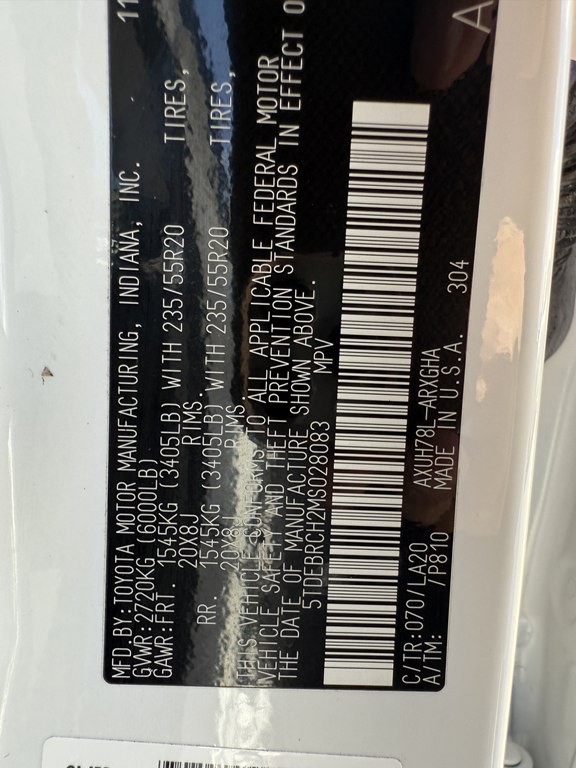 MFD.BY:TOYOTA MOTOR MANUFACTURING, INDIANA, INC. 11
GVWR:2720KG (6000LB)
GAWR:FRT. 1545KG (3405LB) WITH 235/55R20 TIRES,
20X8J RIMS.
RR. 1545KG (3405LB) WITH 235/55R20 TIRES,
20X8J RIMS.
THIS VEHICLE CONFORMS TO ALL APPLICABLE FEDERAL MOTOR
VEHICLE SAFETY AND THEFT PREVENTION STANDARDS IN EFFECT O
THE DATE OF MANUFACTURE SHOWN ABOVE.
5TDEBRCH2MS028083 MPV
C/TR:070/LA20 AXUH78L-ARXGHA
A/TM: /P810 MADE IN U.S.A. 304
A